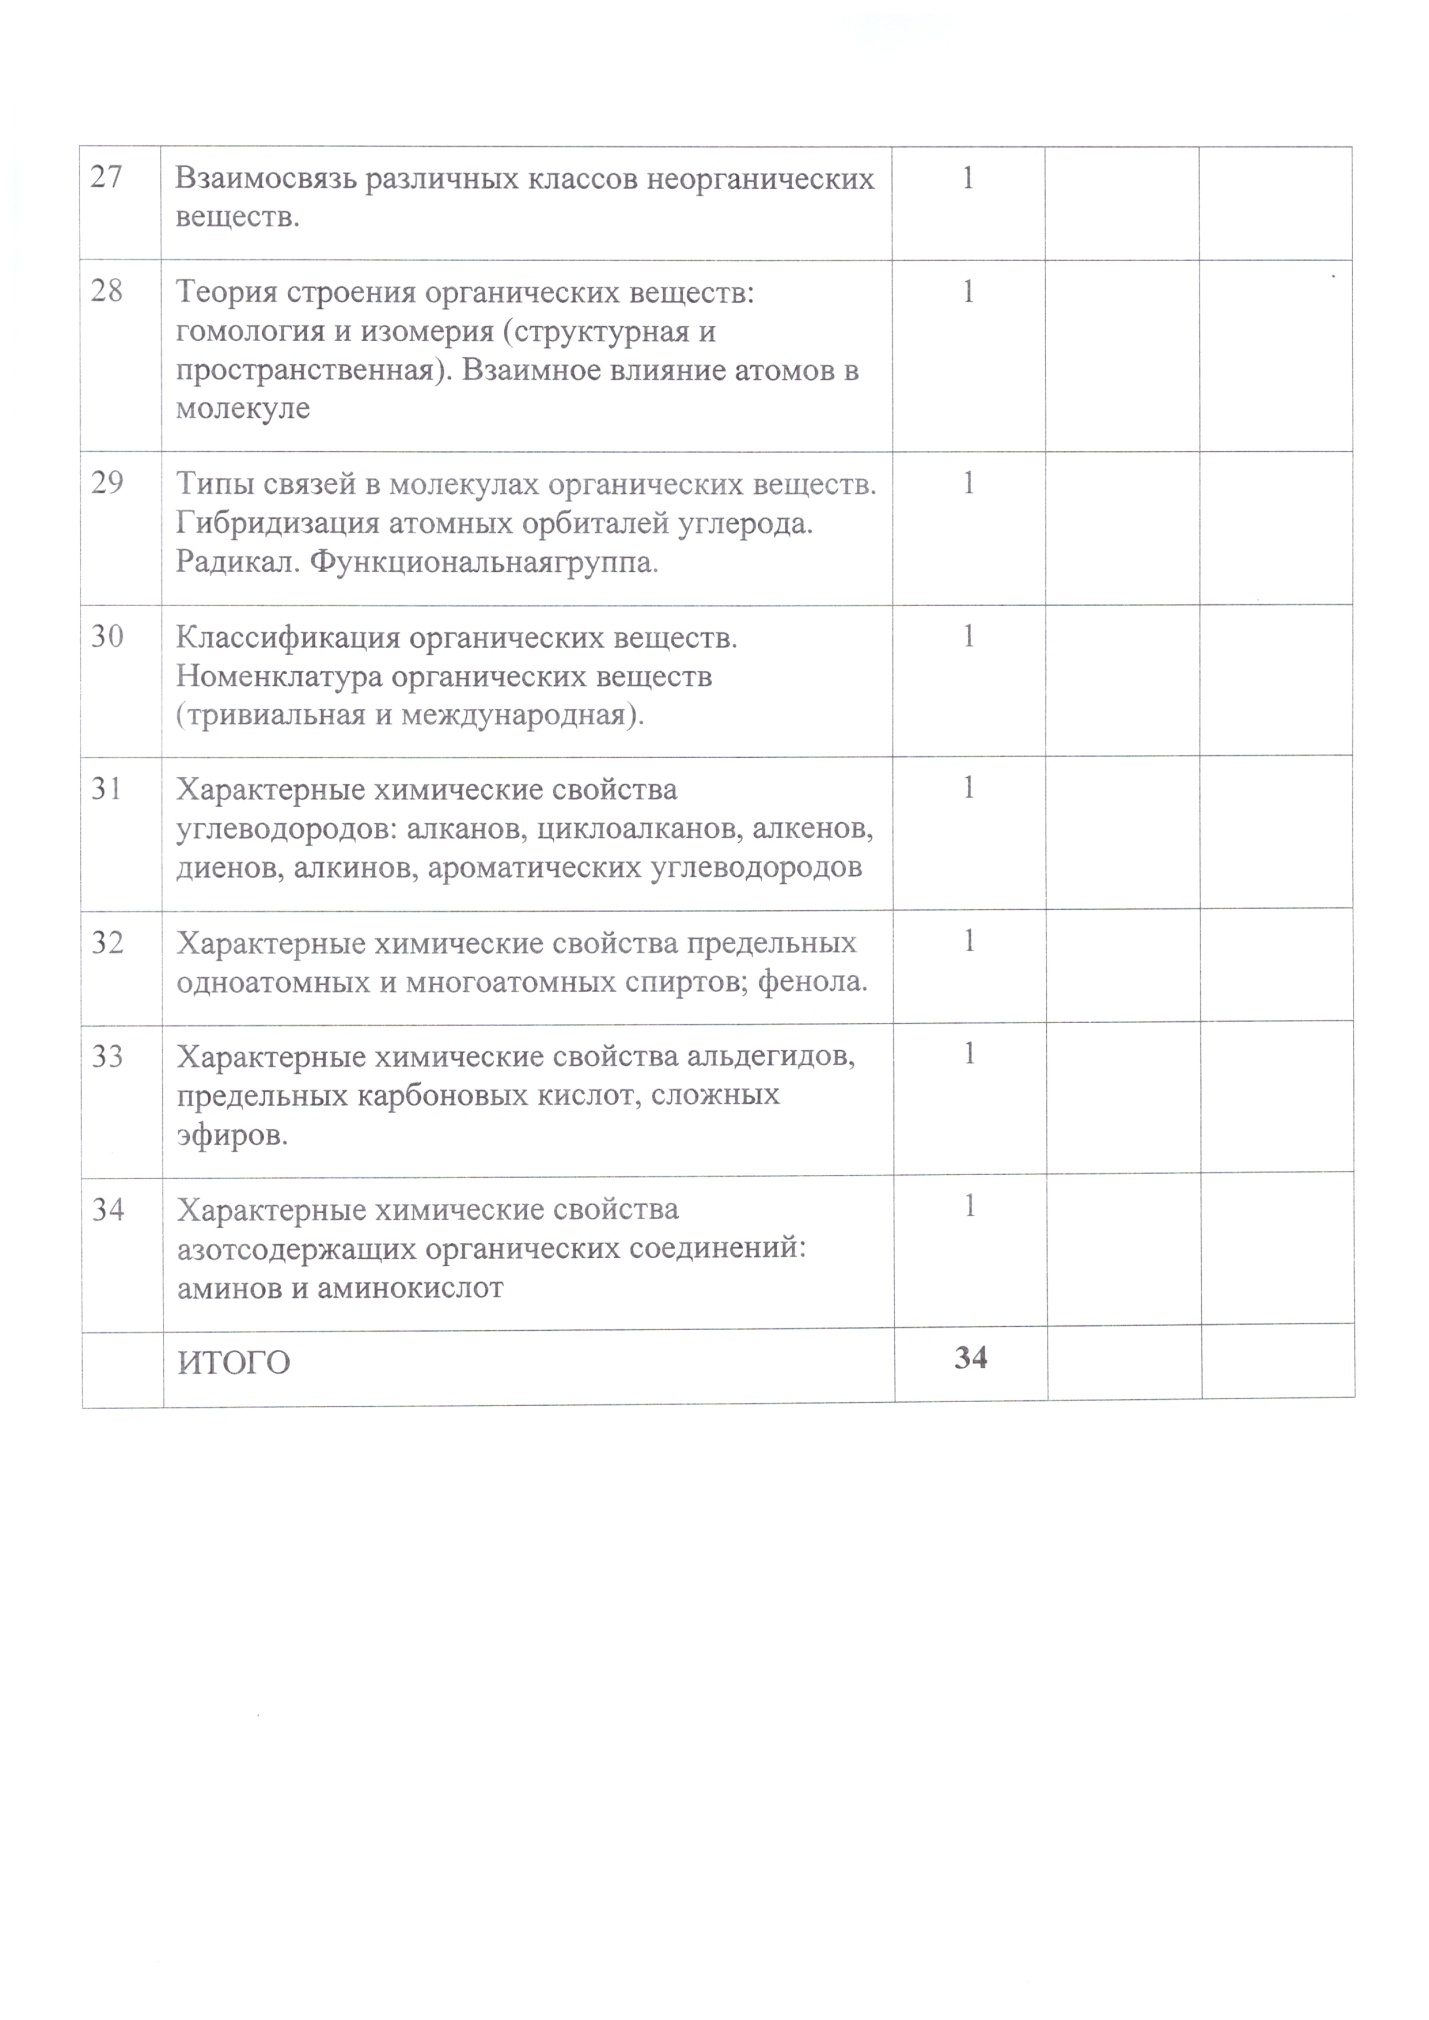 27 Взаимосвязь различных классов неорганических 1
веществ.
28 Теория строения органических веществ: 1
гомология и изомерия (структурная и
пространственная). Взаимное влияние атомов в
молекуле
29 Типы связей в молекулах органических веществ. 1
Гибридизация атомных орбиталей углерода.
Радикал. Функциональнаягруппа.
30 Классификация органических веществ. 1
Номенклатура органических веществ
(тривиальная и международная).
31 Характерные химические свойства 1
углеводородов: алканов, циклоалканов, алкенов,
диенов, алкинов, ароматических углеводородов
32 Характерные химические свойства предельных 1
одноатомных и многоатомных спиртов; фенола.
33 Характерные химические свойства альдегидов, 1
предельных карбоновых кислот, сложных
эфиров.
34 Характерные химические свойства 1
азотсодержащих органических соединений:
аминов и аминокислот
ИТОГО 34